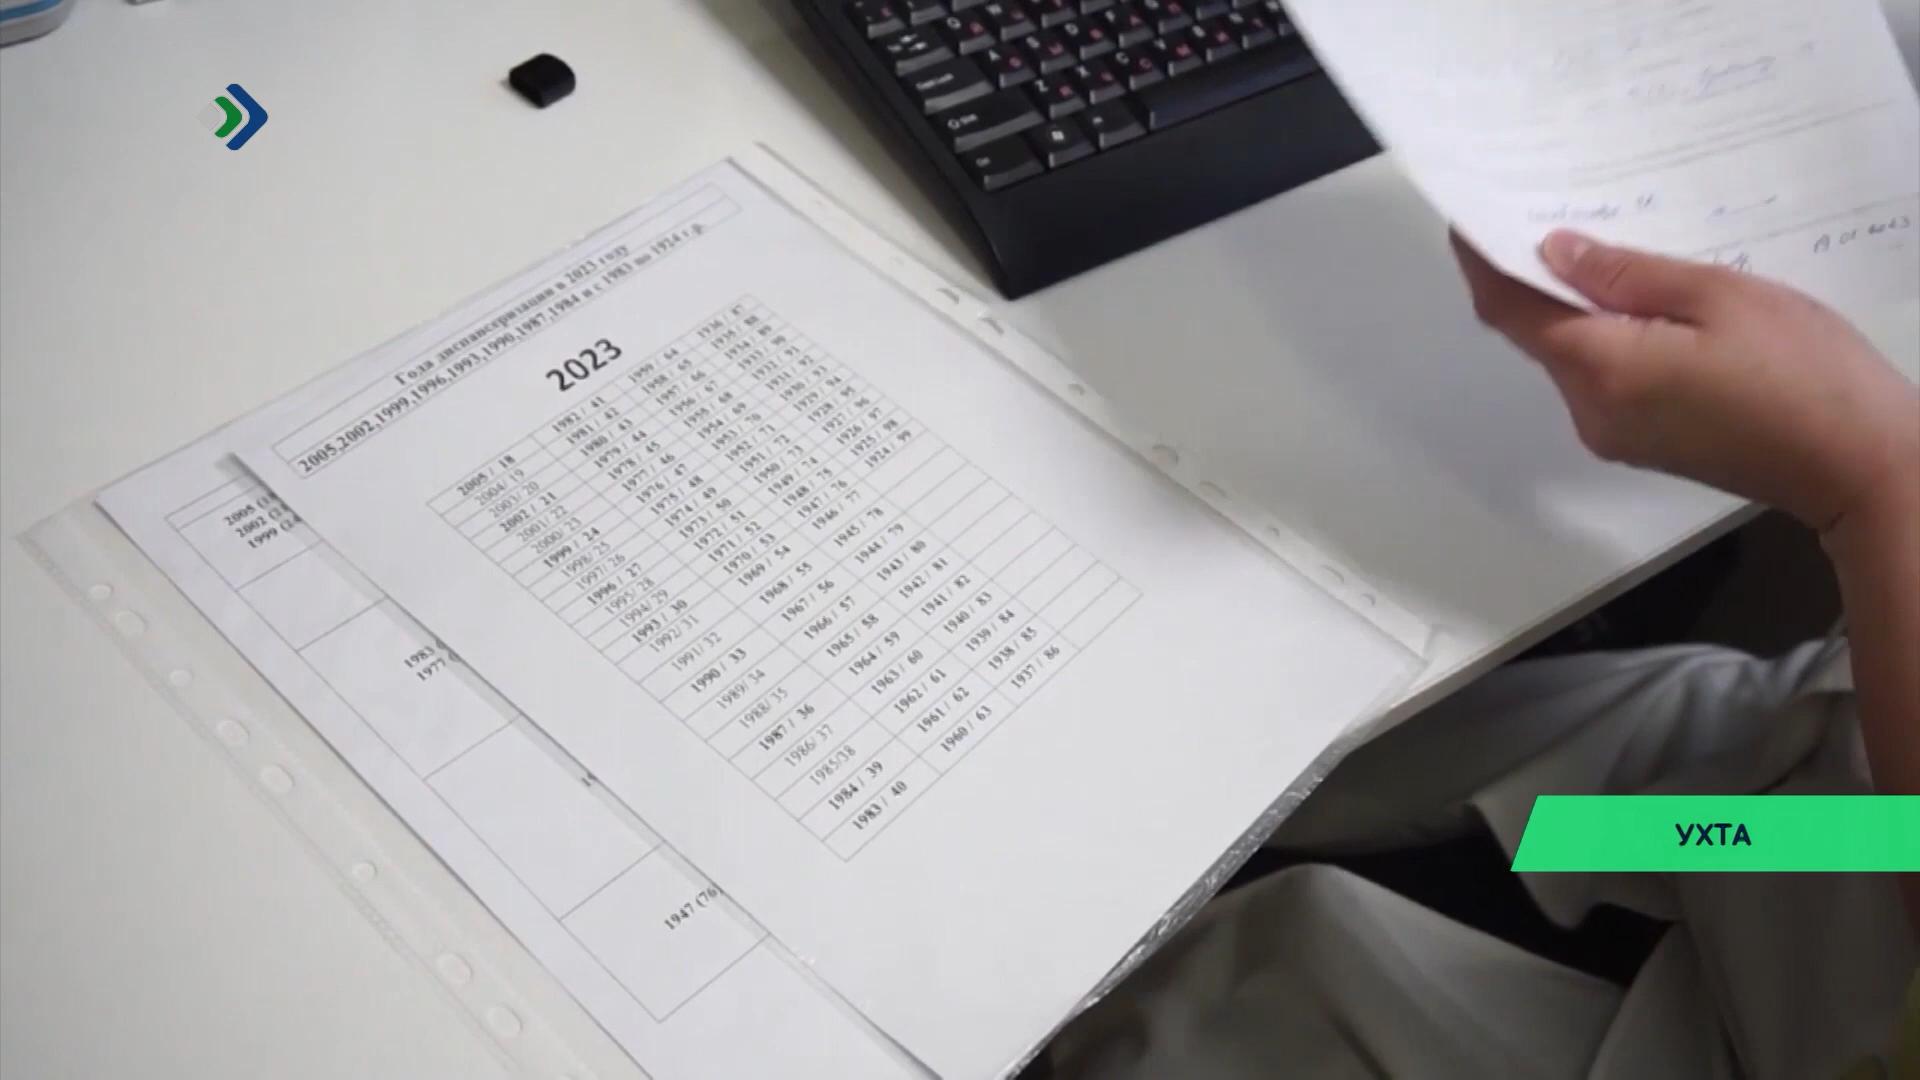 Года диспансеризации в 2023 году
2005,2002,1999,1996,1993,1990,1987,1984 и с 1983 по 1924 г.р.
2023
2005 / 18
2004/ 19
2003/ 20
2002 / 21
2001/ 22
2000/ 23
1999 / 24
1998/ 25
1997/ 26
1996 / 27
1995/ 28
1994/ 29
1993 / 30
1992/ 31
1991/ 32
1990 / 33
1989/ 34
1988/ 35
1987 / 36
1986/ 37
1985/38
1984 / 39
1983 / 40
1982 / 41
1981 / 42
1980 / 43
1979 / 44
1978 / 45
1977 / 46
1976 / 47
1975 / 48
1974 / 49
1973 / 50
1972 / 51
1971 / 52
1970 / 53
1969 / 54
1968 / 55
1967 / 56
1966 / 57
1965 / 58
1964 / 59
1963 / 60
1962 / 61
1961 / 62
1960 / 63
1959 / 64
1958 / 65
1957 / 66
1956 / 67
1955 / 68
1954 / 69
1953 / 70
1952 / 71
1951 / 72
1950 / 73
1949 / 74
1948 / 75
1947 / 76
1946 / 77
1945 / 78
1944 / 79
1943 / 80
1942 / 81
1941 / 82
1940 / 83
1939 / 84
1938 / 85
1937 / 86
1936 / 87
1935 / 88
1934 / 89
1933 / 90
1932 / 91
1931 / 92
1930 / 93
1929 / 94
1928 / 95
1927 / 96
1926 / 97
1925 / 98
1924 / 99
2005 (
2002 (
1999 (
1983 (
1977 (
1947 (76
УХТА